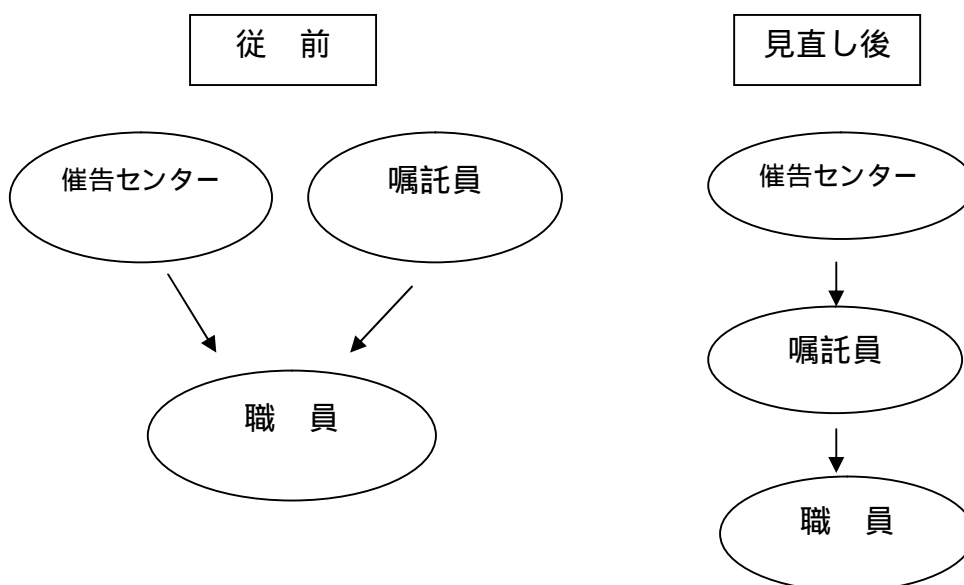 従　前
催告センター
嘱託員
職　員
見直し後
催告センター
嘱託員
職　員